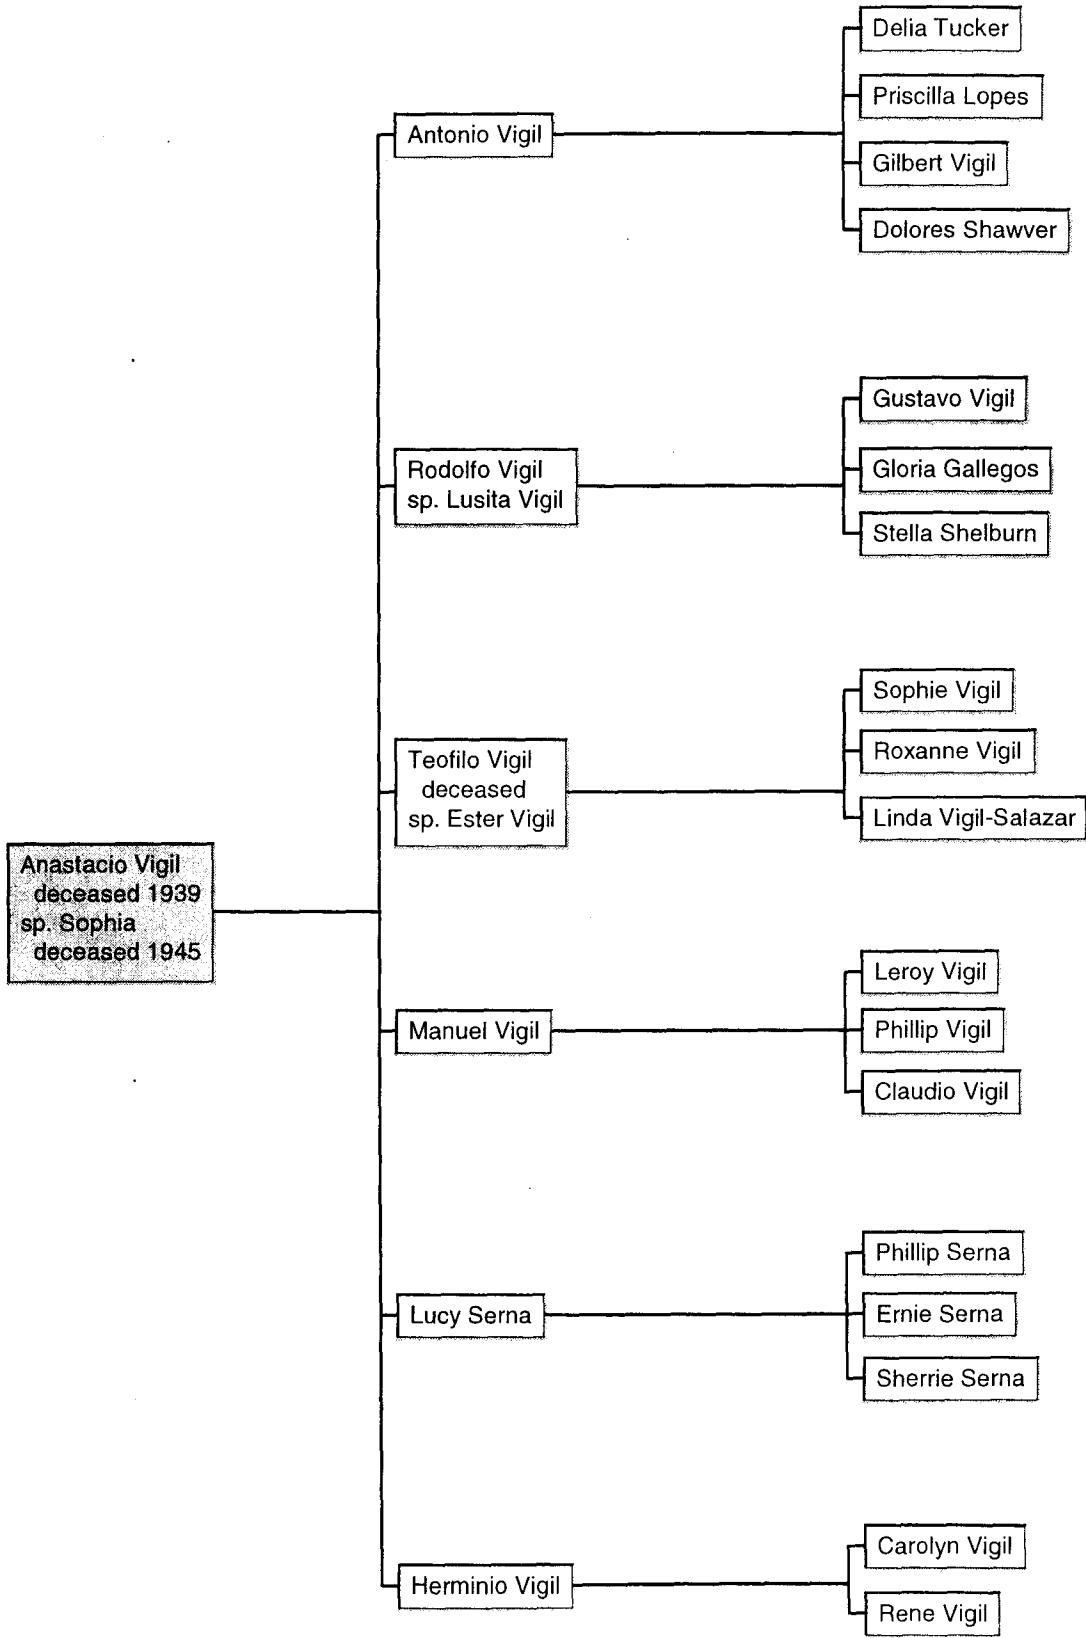 Delia Tucker
Priscilla Lopes
Antonio Vigil
Gilbert Vigil
Dolores Shawver
Gustavo Vigil
Rodolfo Vigil
sp. Lusita Vigil
Gloria Gallegos
Stella Shelburn
Sophie Vigil
Teofilo Vigil
deceased
sp. Ester Vigil
Roxanne Vigil
Linda Vigil-Salazar
Anastacio Vigil
deceased 1939
sp. Sophia
deceased 1945
Leroy Vigil
Manuel Vigil
Phillip Vigil
Claudio Vigil
Phillip Serna
Lucy Serna
Ernie Serna
Sherrie Serna
Carolyn Vigil
Herminio Vigil
Rene Vigil